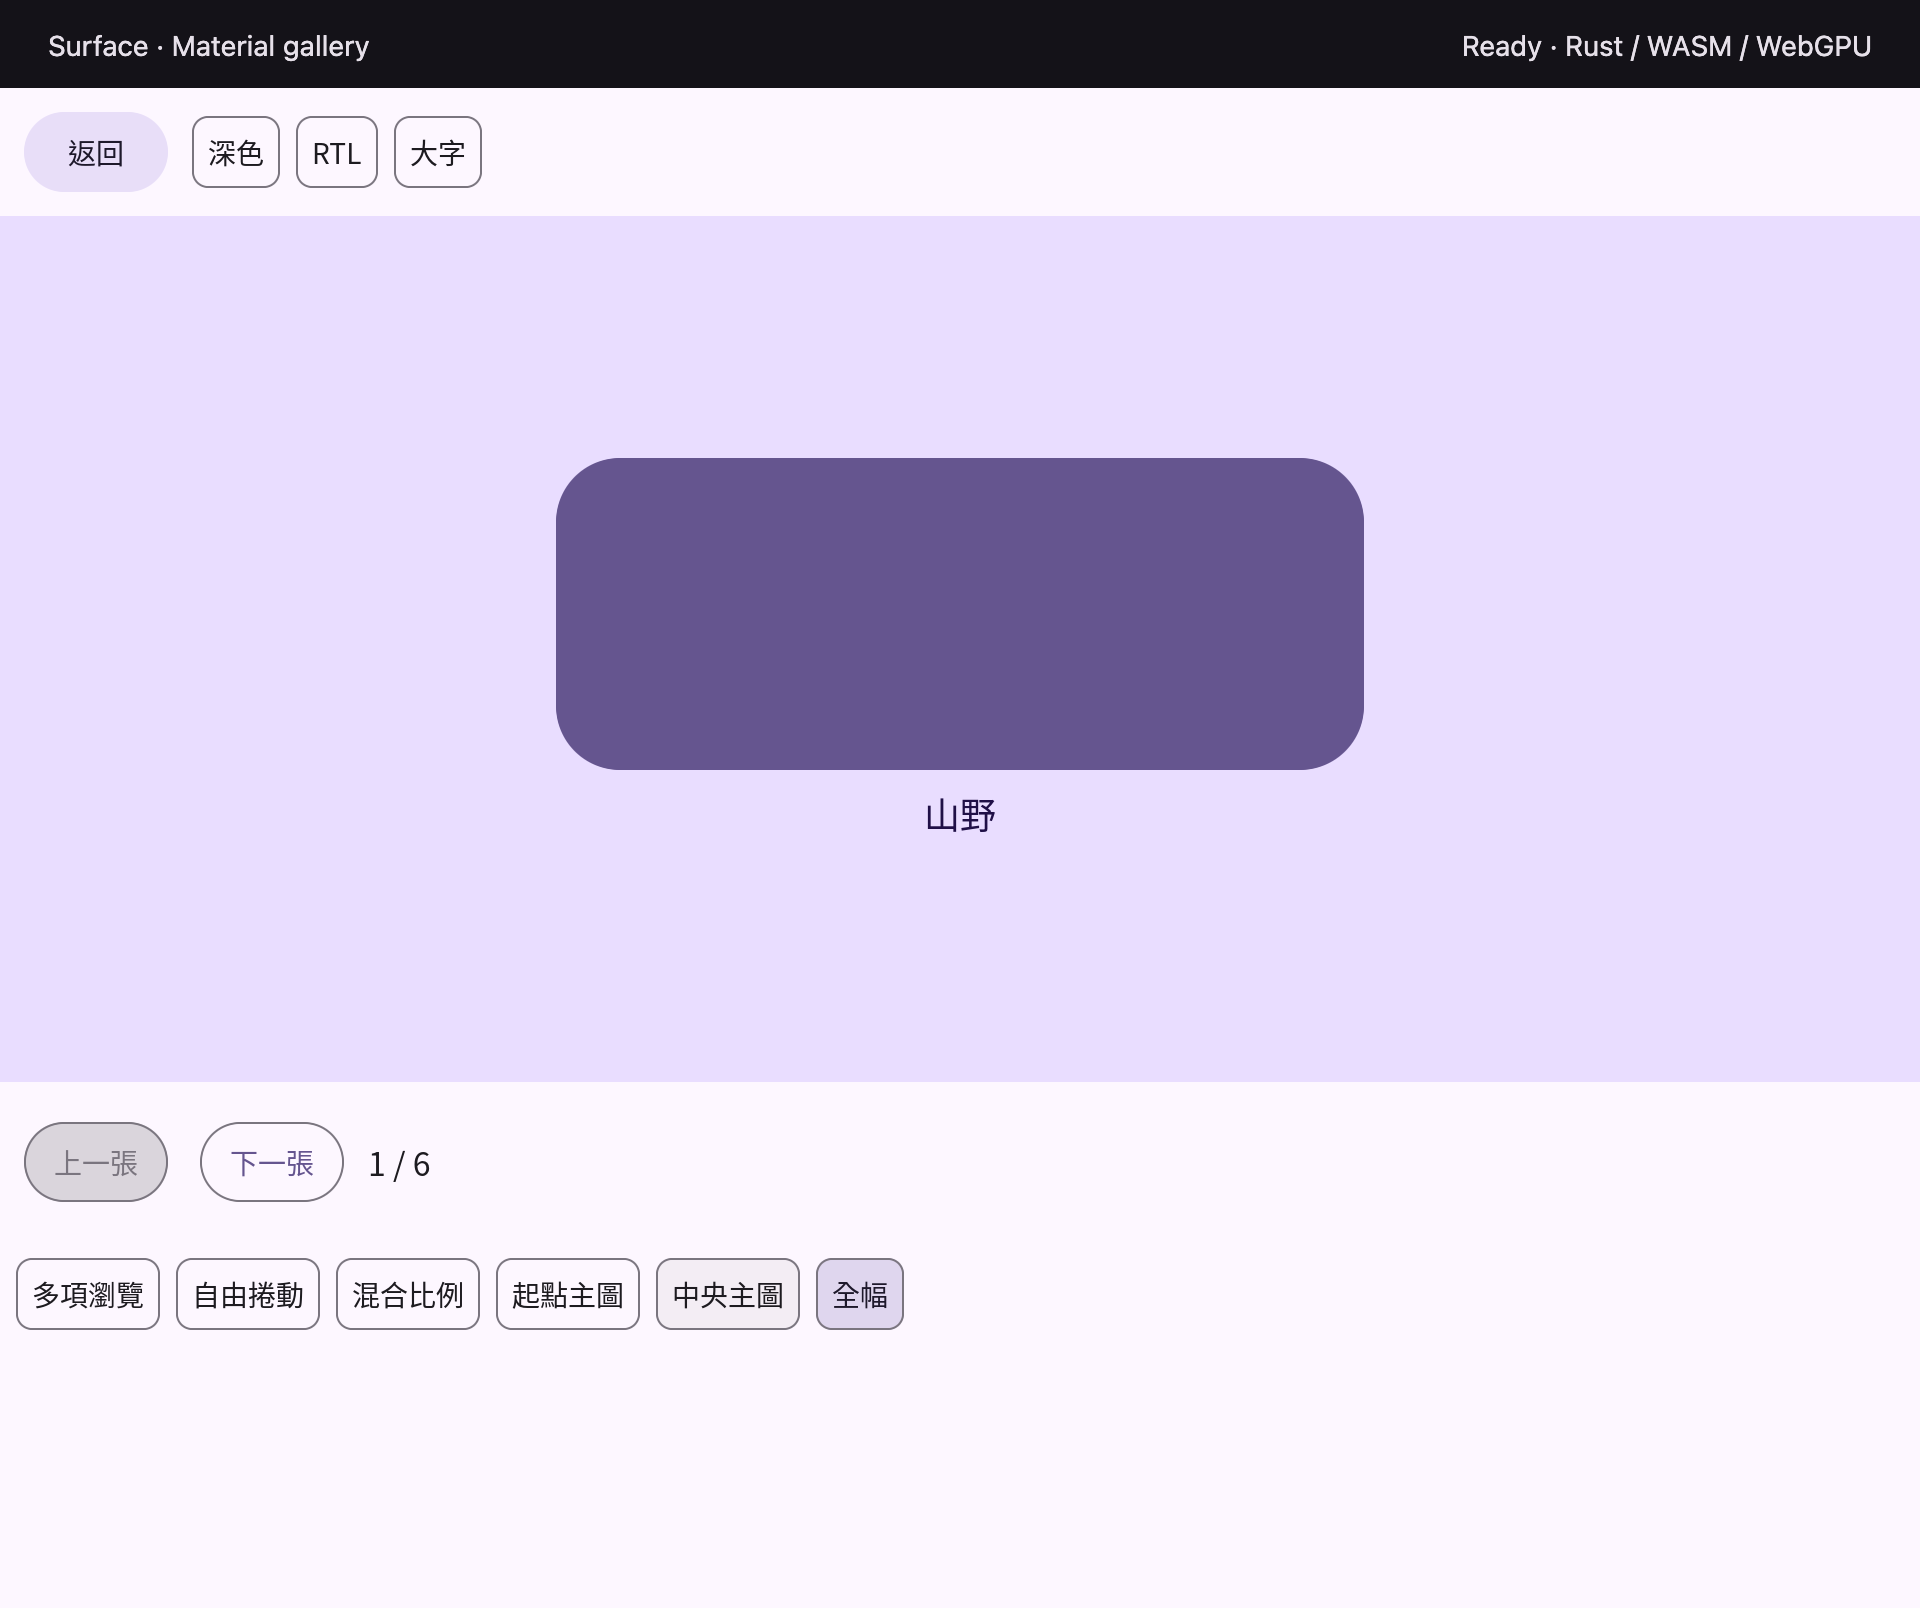 Surface · Material gallery
Ready · Rust / WASM / WebGPU
返回
深色
RTL
大字
山野
上一張
下一張
1 / 6
多項瀏覽
自由捲動
混合比例
起點主圖
中央主圖
全幅